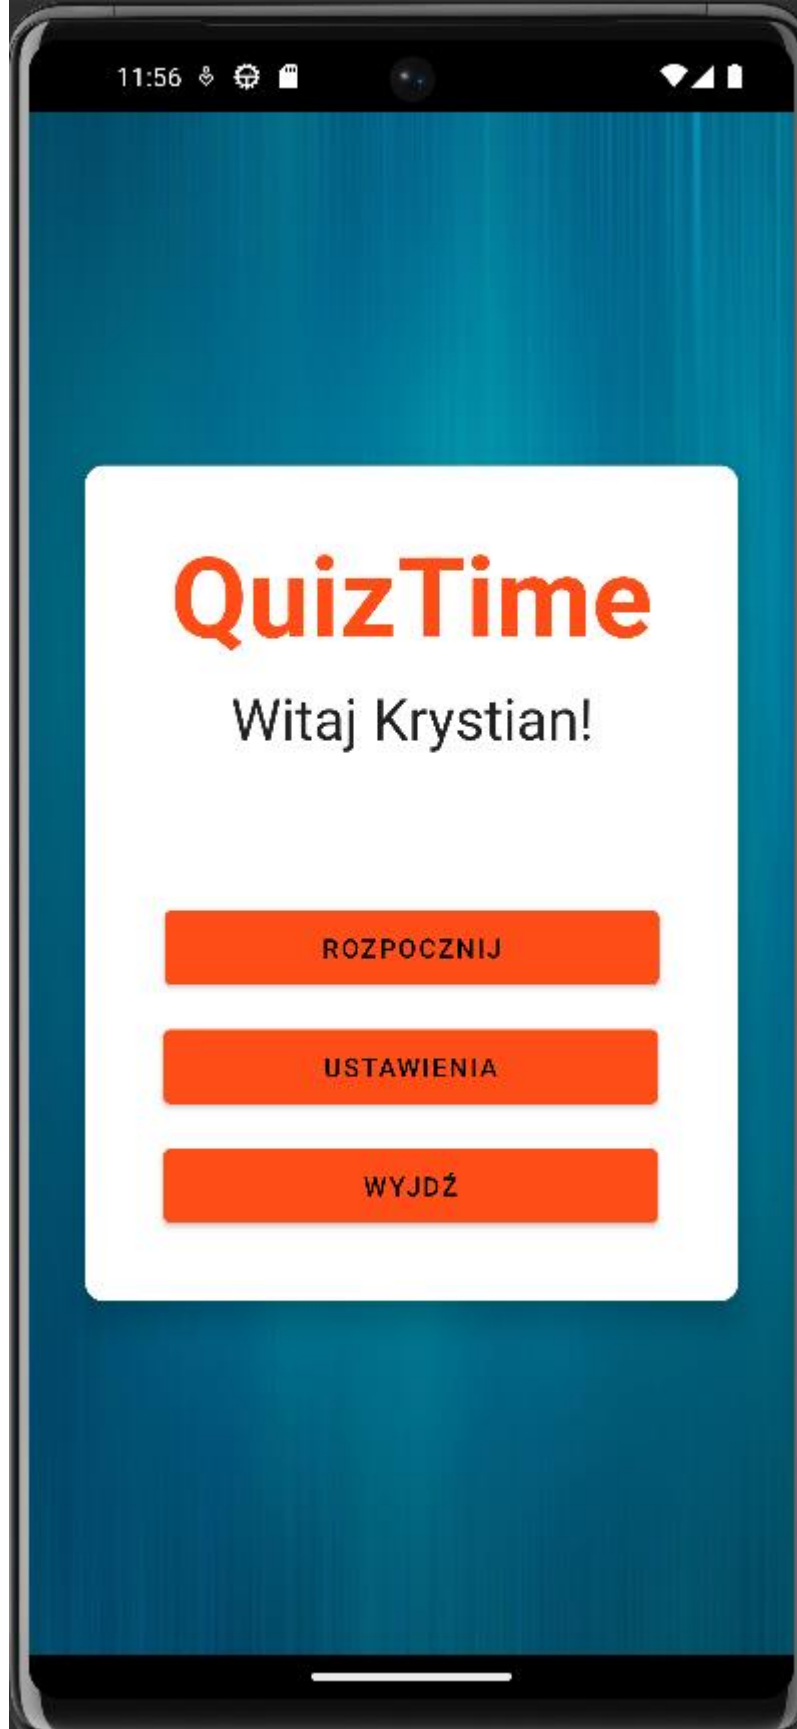 11:56
QuizTime
Witaj Krystian!
ROZPOCZNIJ
USTAWIENIA
WYJDŹ